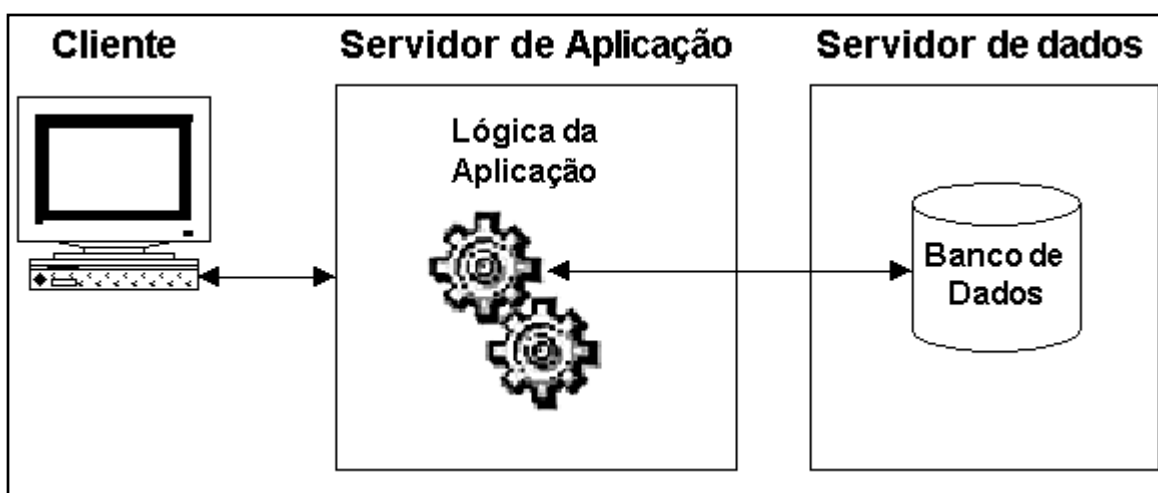 Cliente
Servidor de Aplicação
Servidor de dados
Lógica da
Aplicação
Banco de
Dados